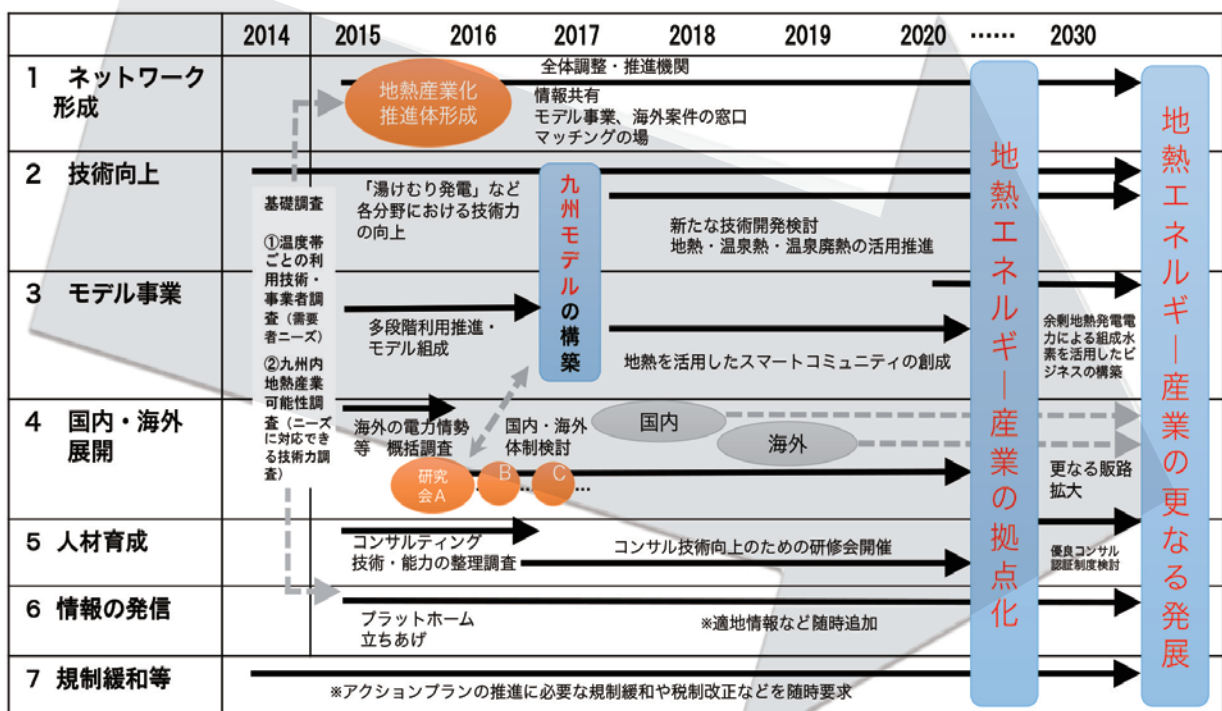 2014 2015 2016 2017 2018 2019 2020 …… 2030
1 ネットワーク
形成
全体調整・推進機関
地熱産業化
推進体形成
情報共有
モデル事業、海外案件の窓口
マッチングの場
2 技術向上
「湯けむり発電」など
各分野における技術力
の向上
九州モデルの構築
新たな技術開発検討
地熱・温泉熱・温泉廃熱の活用推進
基礎調査
①温度帯
ごとの利
用技術・
事業者調
査（需要
者ニーズ）
②九州内
地熱産業
可能性調
査（ニーズ
に対応でき
る技術力調
査）
3 モデル事業
多段階利用推進・
モデル組成
地熱を活用したスマートコミュニティの創成
余剰地熱発電電
力による組成水
素を活用したビ
ジネスの構築
4 国内・海外
展開
海外の電力情勢
等 概括調査
国内・海外
体制検討
国内
海外
研究
会A
B
…
C
…
更なる販路
拡大
5 人材育成
コンサルティング
技術・能力の整理調査
コンサル技術向上のための研修会開催
優良コンサル
認証制度検討
6 情報の発信
プラットホーム
立ちあげ
※適地情報など随時追加
7 規制緩和等
※アクションプランの推進に必要な規制緩和や税制改正などを随時要求
地熱エネルギー産業の拠点化
地熱エネルギー産業の更なる発展